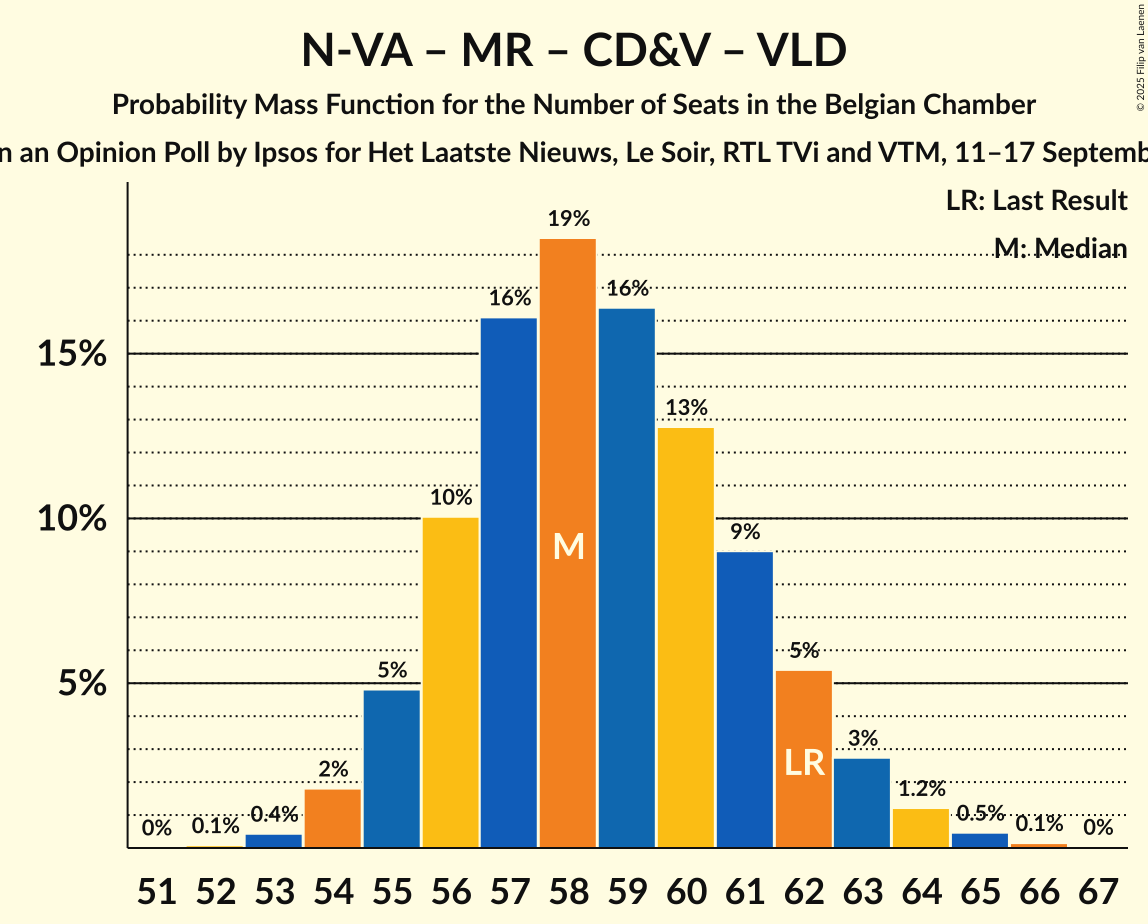 N-VA – MR – CD&V – VLD
Probability Mass Function for the Number of Seats in the Belgian Chamber
n an Opinion Poll by Ipsos for Het Laatste Nieuws, Le Soir, RTL TVi and VTM, 11–17 Septemb
© 2025 Filip van Laenen
LR: Last Result
M: Median
19%
16%
16%
15%
13%
10%
10%
9%
M
5%
5%
5%
3%
LR
2%
1.2%
0.4%
0.5%
0%
0.1%
0.1%
0%
51 52 53 54 55 56 57 58 59 60 61 62 63 64 65 66 67